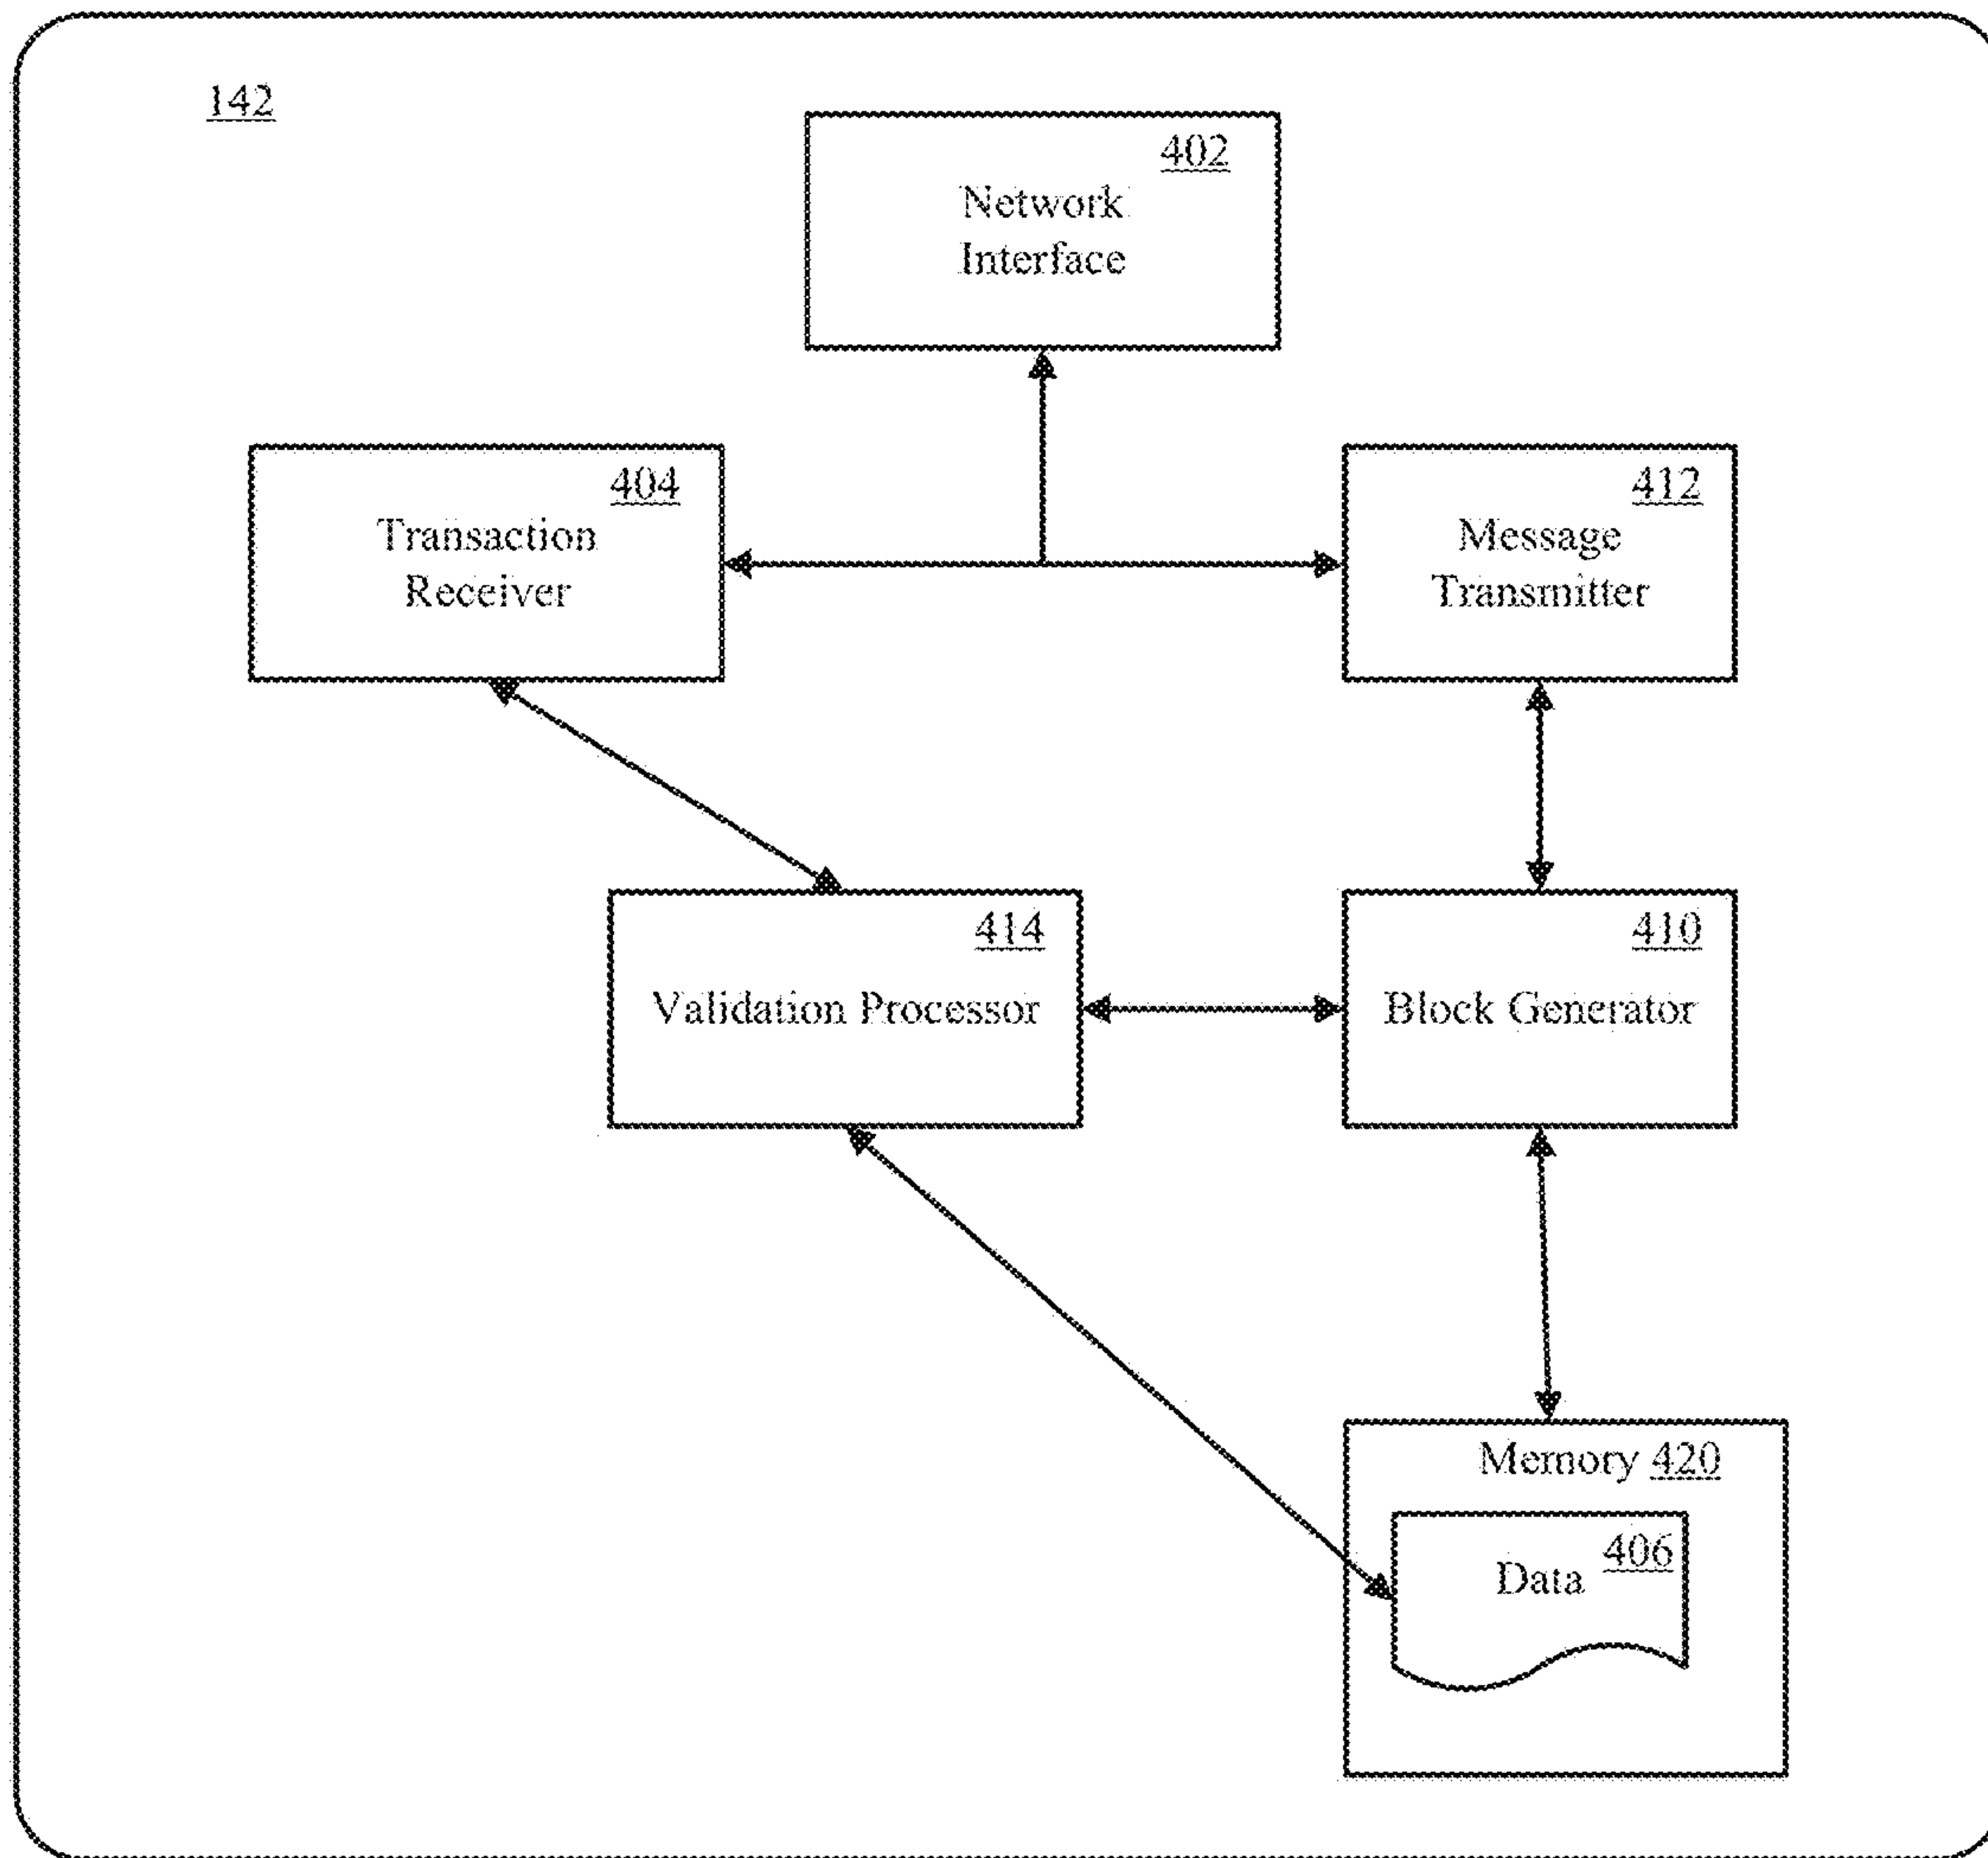 142
402
Network
Interface
404
Transaction
Receiver
412
Message
Transmitter
414
Validation Processor
410
Block Generator
Memory 420
406
Data